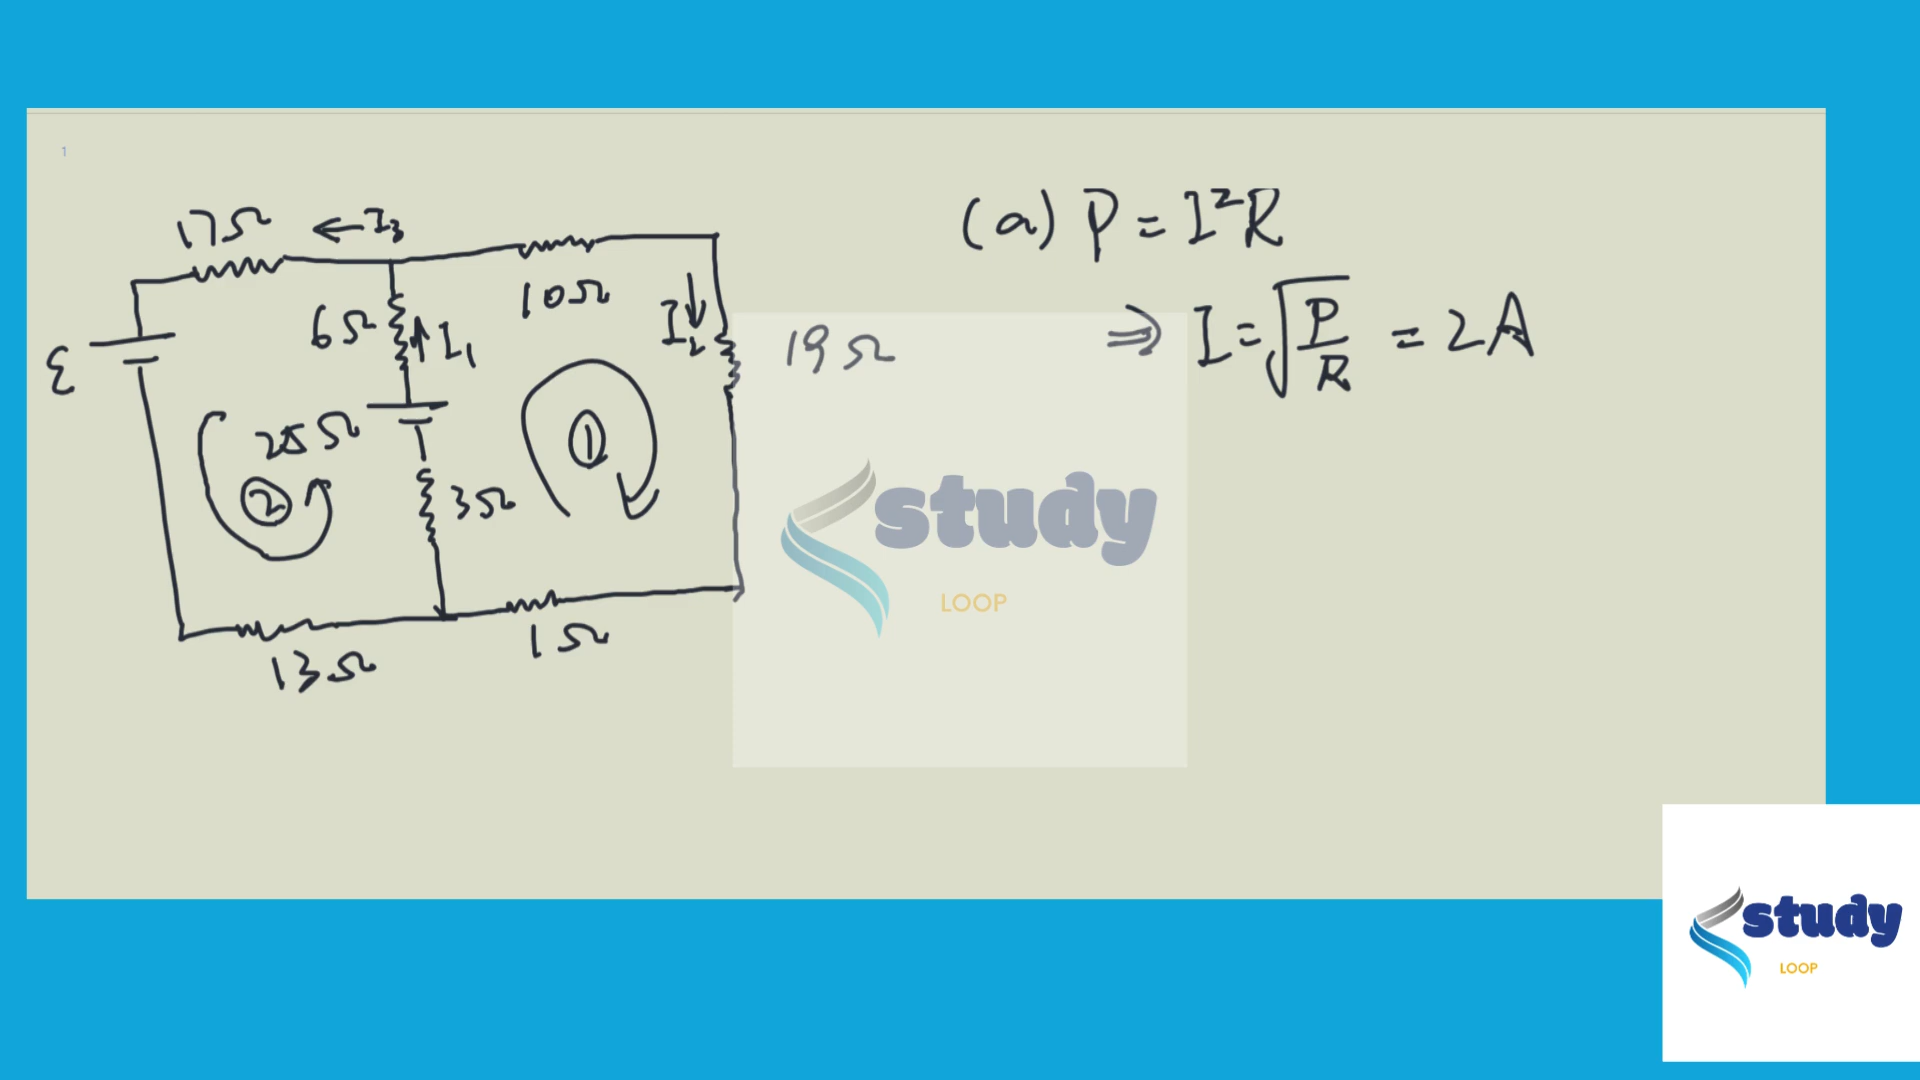 1
17Ω ← I₃
(a) P = I²R
10Ω
6Ω
I₁
I₂
19Ω
⇒ I = √(P/R) = 2A
ε
25Ω
①
②
3Ω
13Ω
1Ω
study
LOOP
study
LOOP